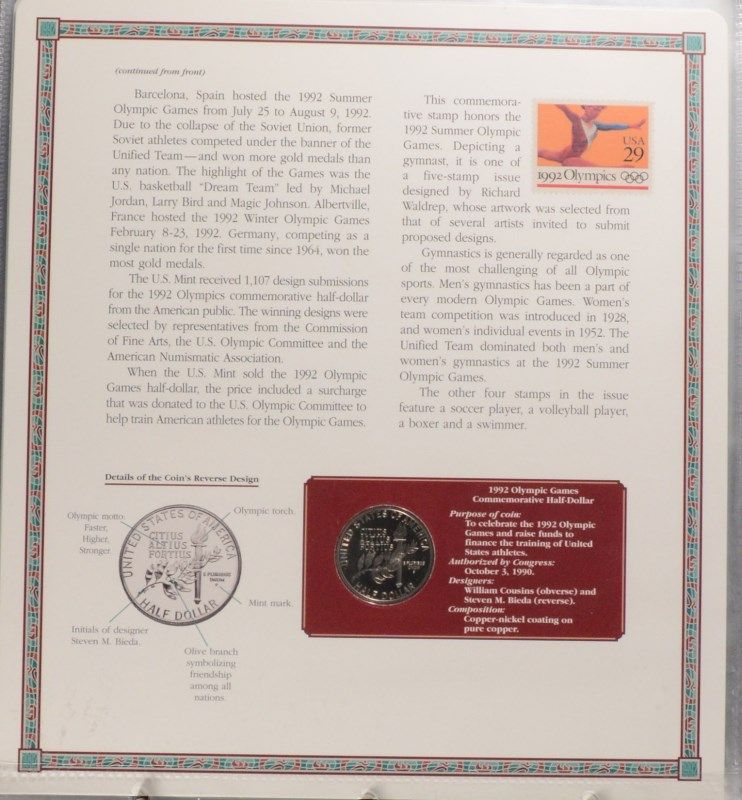 (continued from front)
Barcelona, Spain hosted the 1992 Summer
Olympic Games from July 25 to August 9, 1992.
Due to the collapse of the Soviet Union, former
Soviet athletes competed under the banner of the
Unified Team — and won more gold medals than
any nation. The highlight of the Games was the
U.S. basketball “Dream Team” led by Michael
Jordan, Larry Bird and Magic Johnson. Albertville,
France hosted the 1992 Winter Olympic Games
February 8-23, 1992. Germany, competing as a
single nation for the first time since 1964, won the
most gold medals.
The U.S. Mint received 1,107 design submissions
for the 1992 Olympics commemorative half-dollar
from the American public. The winning designs were
selected by representatives from the Commission
of Fine Arts, the U.S. Olympic Committee and the
American Numismatic Association.
When the U.S. Mint sold the 1992 Olympic
Games half-dollar, the price included a surcharge
that was donated to the U.S. Olympic Committee to
help train American athletes for the Olympic Games.
This commemora-
tive stamp honors the
1992 Summer Olympic
Games. Depicting a
gymnast, it is one of
a five-stamp issue
designed by Richard
Waldrep, whose artwork was selected from
that of several artists invited to submit
proposed designs.
Gymnastics is generally regarded as one
of the most challenging of all Olympic
sports. Men's gymnastics has been a part of
every modern Olympic Games. Women's
team competition was introduced in 1928,
and women's individual events in 1952. The
Unified Team dominated both men's and
women's gymnastics at the 1992 Summer
Olympic Games.
The other four stamps in the issue
feature a soccer player, a volleyball player,
a boxer and a swimmer.
USA
29
1992 Olympics
Details of the Coin's Reverse Design
Olympic motto:
Faster,
Higher,
Stronger.
Olympic torch.
UNITED STATES OF AMERICA
CITIUS
ALTIUS
FORTIUS
E PLURIBUS
UNUM
P
HALF DOLLAR
Mint mark.
Initials of designer
Steven M. Bieda.
Olive branch
symbolizing
friendship
among all
nations.
UNITED STATES OF AMERICA
CITIUS
ALTIUS
FORTIUS
HALF DOLLAR
1992 Olympic Games
Commemorative Half-Dollar
Purpose of coin:
To celebrate the 1992 Olympic
Games and raise funds to
finance the training of United
States athletes.
Authorized by Congress:
October 3, 1990.
Designers:
William Cousins (obverse) and
Steven M. Bieda (reverse).
Composition:
Copper-nickel coating on
pure copper.